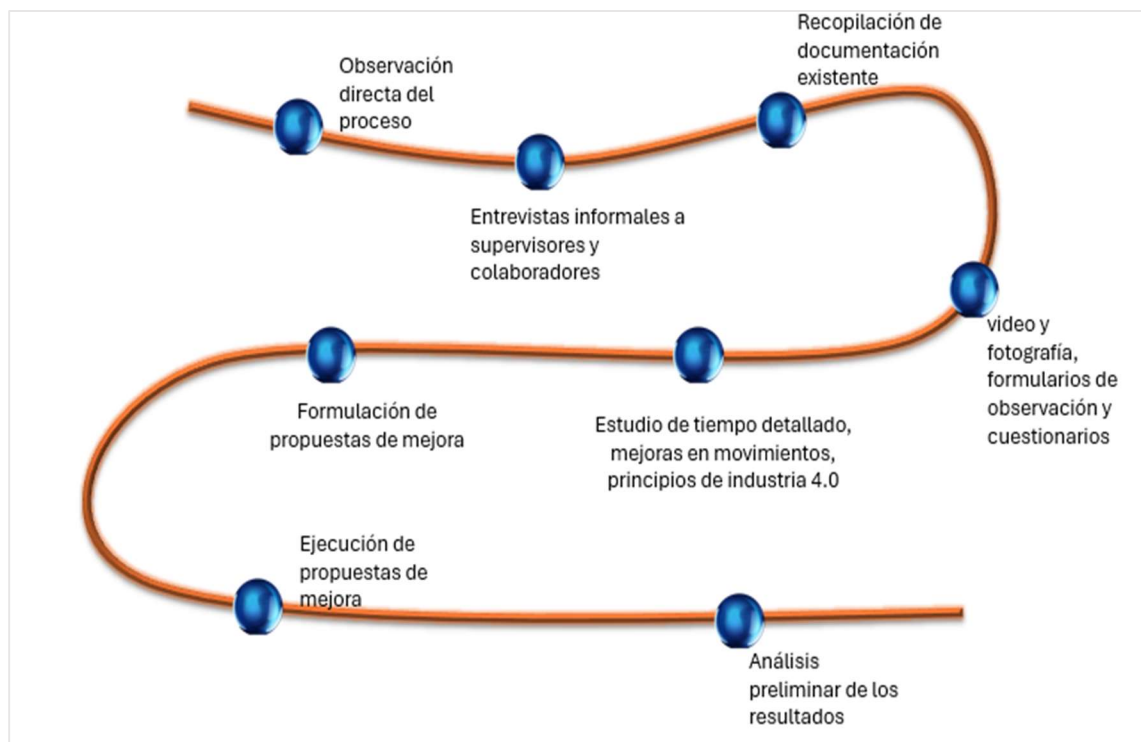 Observación
directa del
proceso
Entrevistas informales a
supervisores y
colaboradores
Recopilación de
documentación
existente
video y
fotografía,
formularios de
observación y
cuestionarios
Estudio de tiempo detallado,
mejoras en movimientos,
principios de industria 4.0
Formulación de
propuestas de mejora
Ejecución de
propuestas de
mejora
Análisis
preliminar de los
resultados